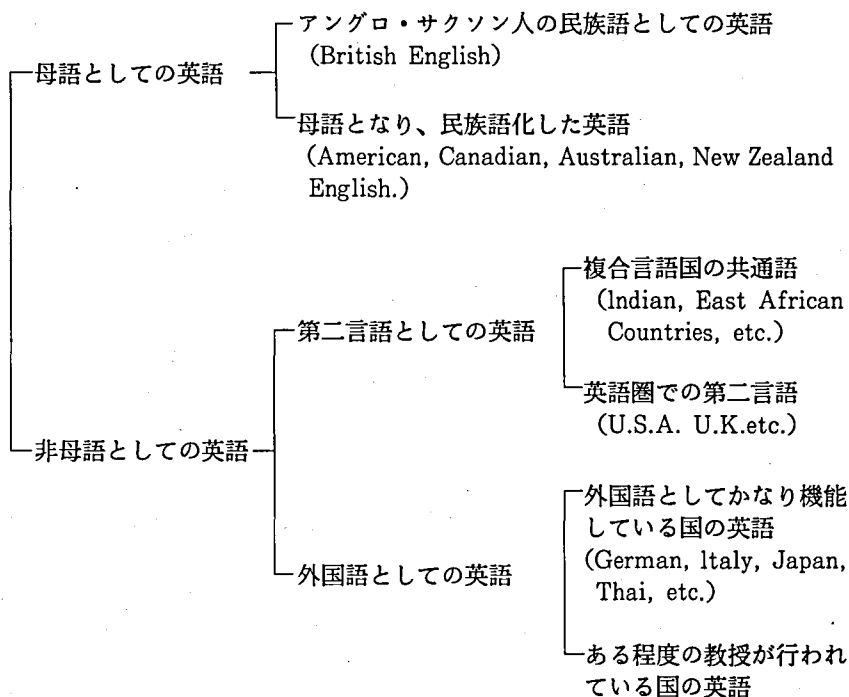 アングロ・サクソン人の民族語としての英語
(British English)
母語としての英語
母語となり、民族語化した英語
(American, Canadian, Australian, New Zealand
English.)
複合言語国の共通語
(Indian, East African
Countries, etc.)
第二言語としての英語
英語圏での第二言語
(U.S.A. U.K.etc.)
非母語としての英語
外国語としてかなり機能
している国の英語
(German, Italy, Japan,
Thai, etc.)
外国語としての英語
ある程度の教授が行われ
ている国の英語